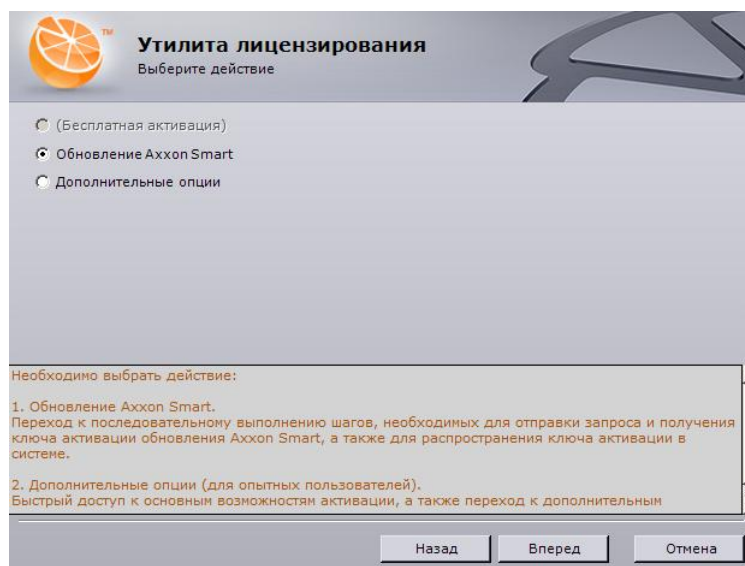 TM
Утилита лицензирования
Выберите действие
(Бесплатная активация)
Обновление Axxon Smart
Дополнительные опции
Необходимо выбрать действие:
1. Обновление Axxon Smart.
Переход к последовательному выполнению шагов, необходимых для отправки запроса и получения
ключа активации обновления Axxon Smart, а также для распространения ключа активации в
системе.
2. Дополнительные опции (для опытных пользователей).
Быстрый доступ к основным возможностям активации, а также переход к дополнительным
Назад
Вперед
Отмена